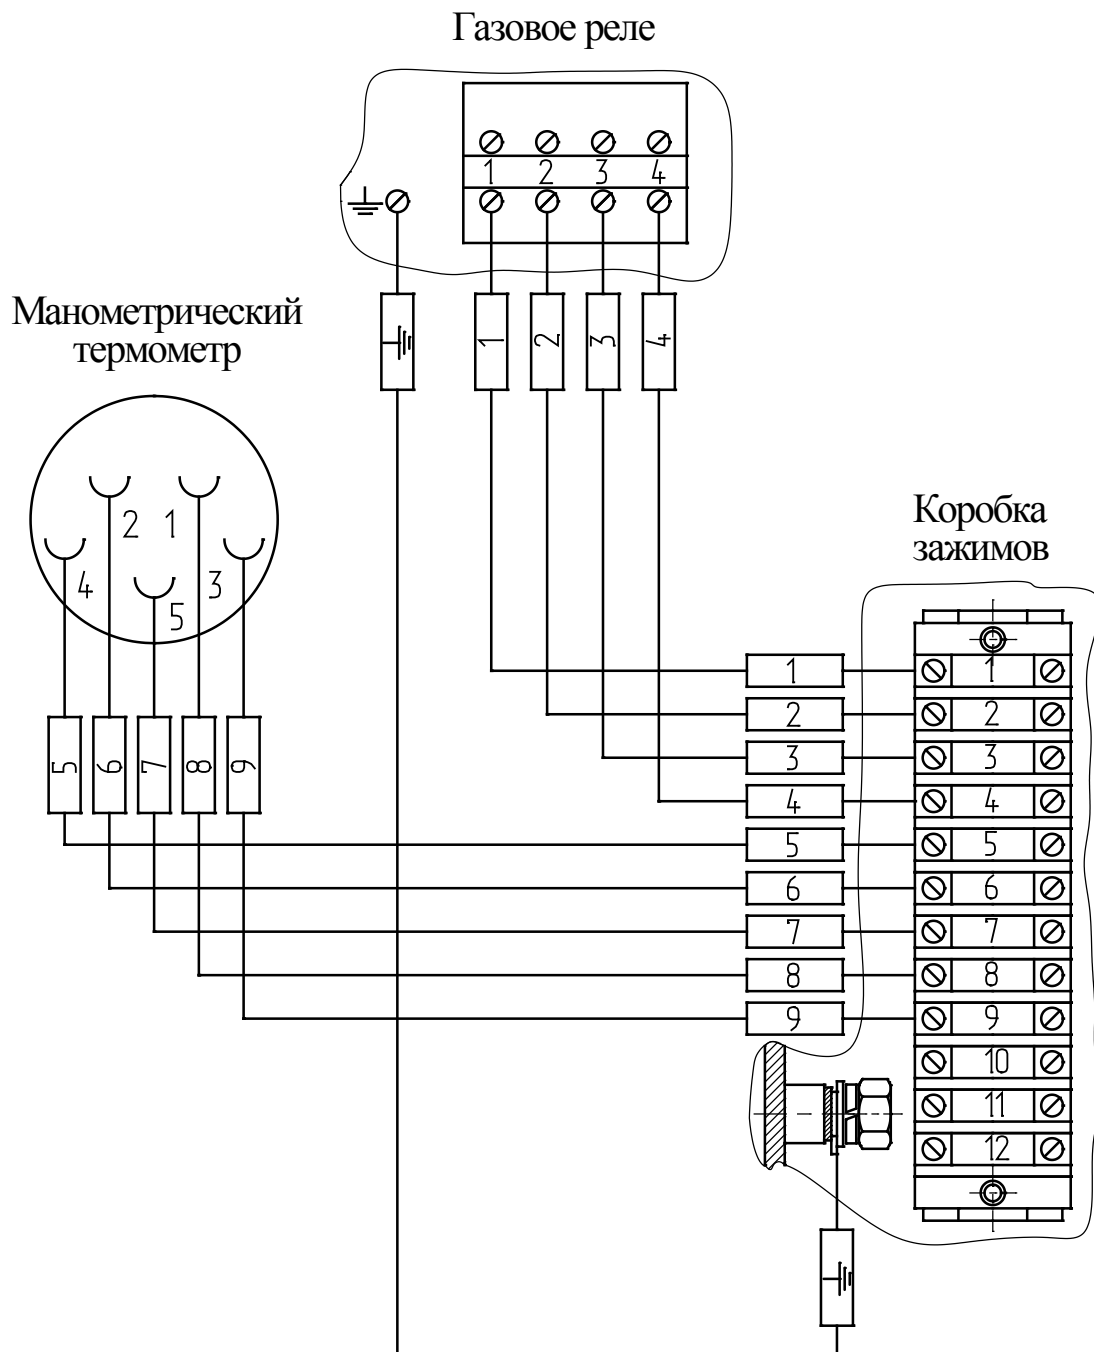 Газовое реле
1 2 3 4
Манометрический
термометр
1 2 3 4
2 1
4 3
5
Коробка
зажимов
1 1
2 2
5 6 7 8 9
3 3
4 4
5 5
6 6
7 7
8 8
9 9
10
11
12